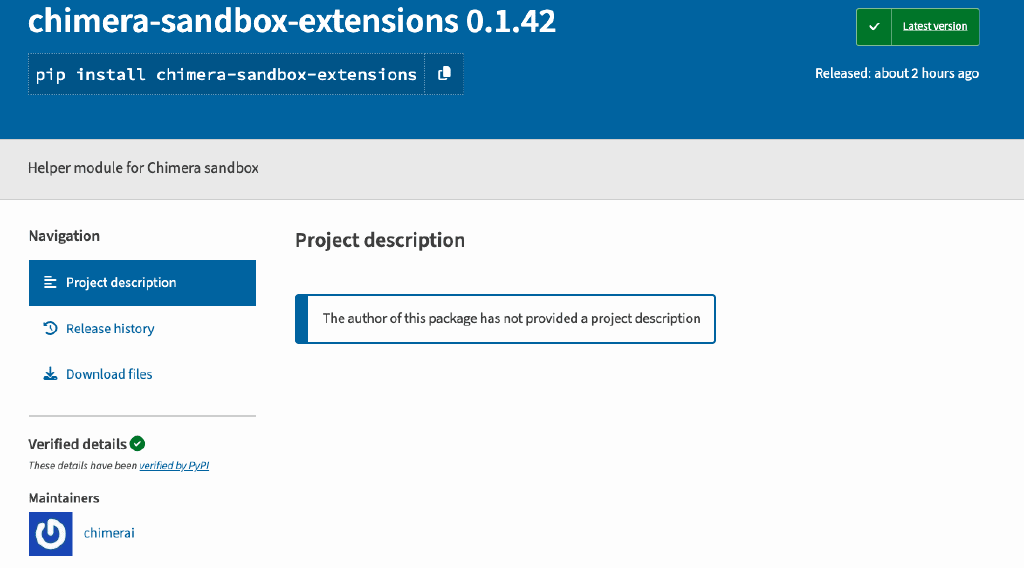 chimera-sandbox-extensions 0.1.42
Latest version
pip install chimera-sandbox-extensions
Released: about 2 hours ago
Helper module for Chimera sandbox
Navigation
Project description
Release history
Download files
Verified details
These details have been verified by PyPI
Maintainers
chimerai
Project description
The author of this package has not provided a project description